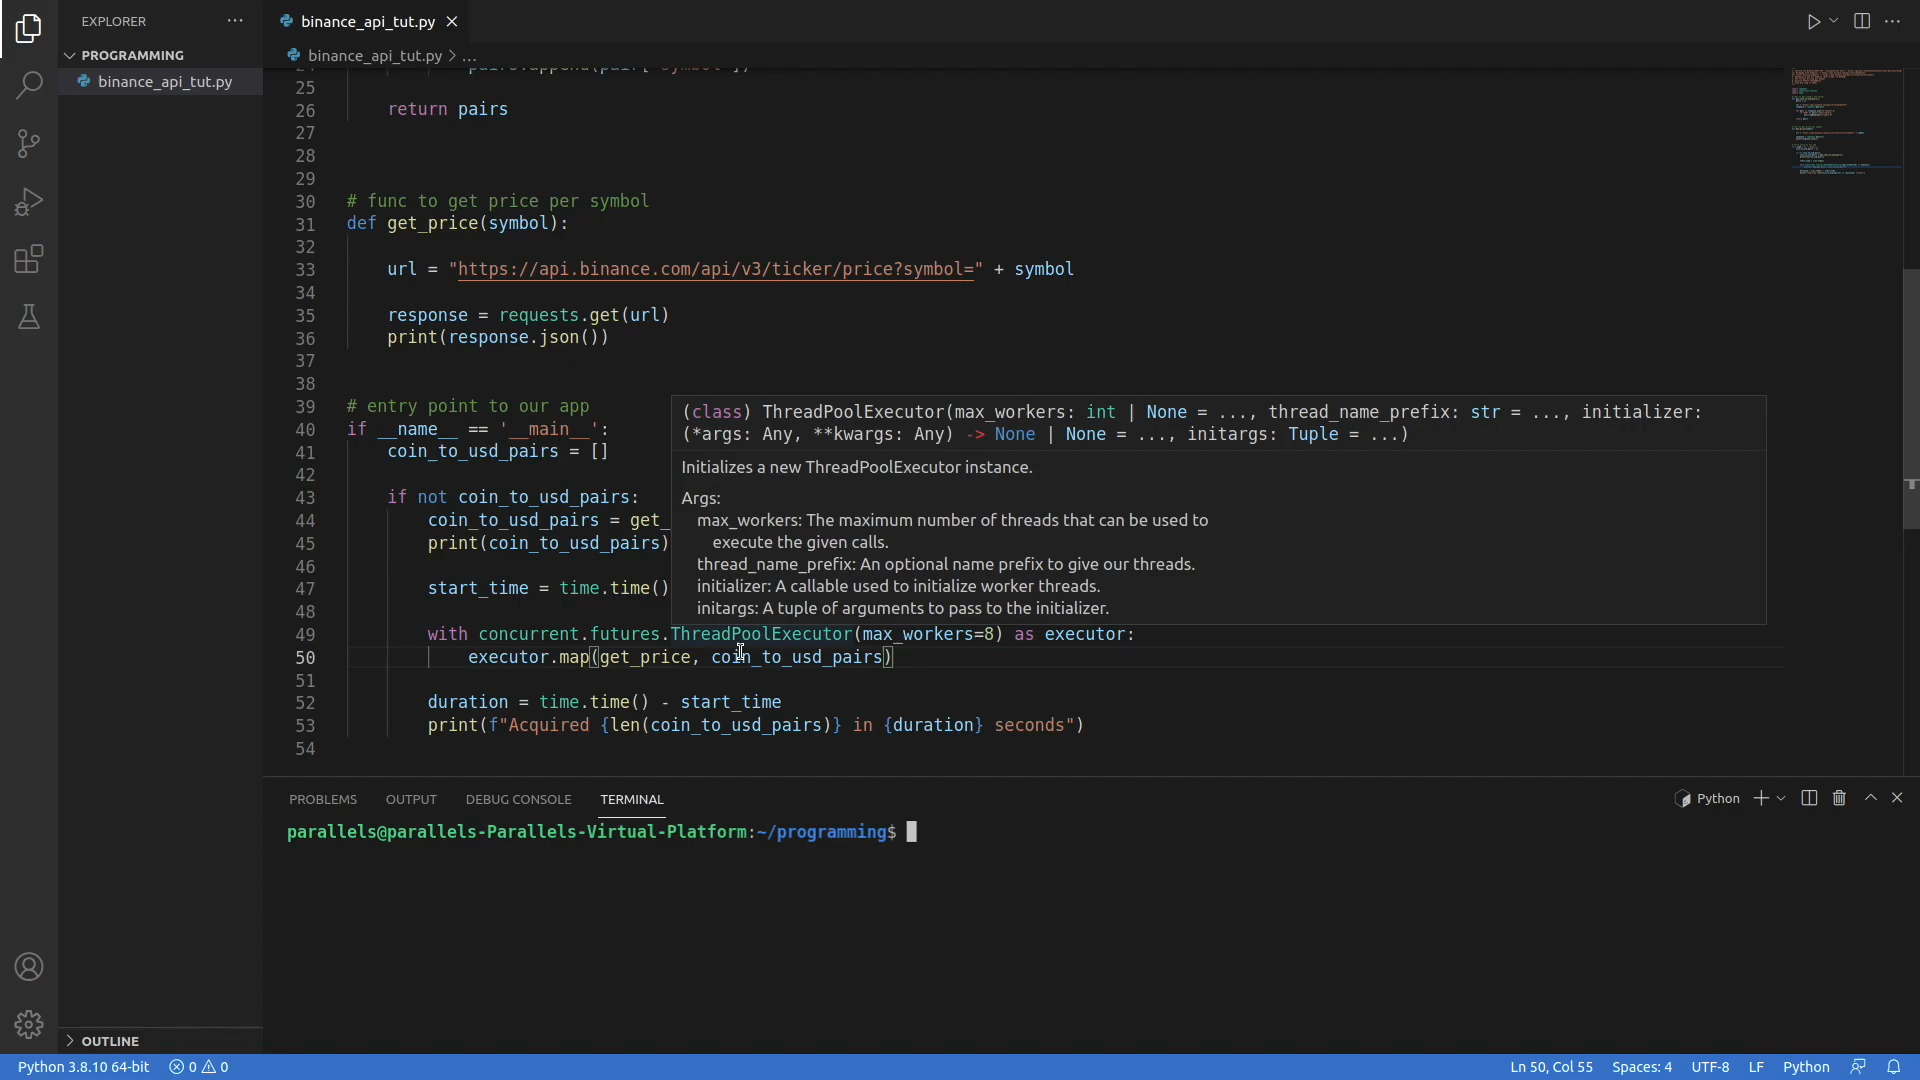 EXPLORER
PROGRAMMING
binance_api_tut.py
OUTLINE
binance_api_tut.py
binance_api_tut.py > ...
25
26 return pairs
27
28
29
30 # func to get price per symbol
31 def get_price(symbol):
32
33 url = "https://api.binance.com/api/v3/ticker/price?symbol=" + symbol
34
35 response = requests.get(url)
36 print(response.json())
37
38
39 # entry point to our app
40 if __name__ == '__main__':
41 coin_to_usd_pairs = []
42
43 if not coin_to_usd_pairs:
44 coin_to_usd_pairs = get_
45 print(coin_to_usd_pairs)
46
47 start_time = time.time()
48
49 with concurrent.futures.ThreadPoolExecutor(max_workers=8) as executor:
50 executor.map(get_price, coin_to_usd_pairs)
51
52 duration = time.time() - start_time
53 print(f"Acquired {len(coin_to_usd_pairs)} in {duration} seconds")
54
(class) ThreadPoolExecutor(max_workers: int | None = ..., thread_name_prefix: str = ..., initializer:
(*args: Any, **kwargs: Any) -> None | None = ..., initargs: Tuple = ...)
Initializes a new ThreadPoolExecutor instance.
Args:
max_workers: The maximum number of threads that can be used to
execute the given calls.
thread_name_prefix: An optional name prefix to give our threads.
initializer: A callable used to initialize worker threads.
initargs: A tuple of arguments to pass to the initializer.
PROBLEMS OUTPUT DEBUG CONSOLE TERMINAL Python
parallels@parallels-Parallels-Virtual-Platform:~/programming$
Python 3.8.10 64-bit 0 0 Ln 50, Col 55 Spaces: 4 UTF-8 LF Python